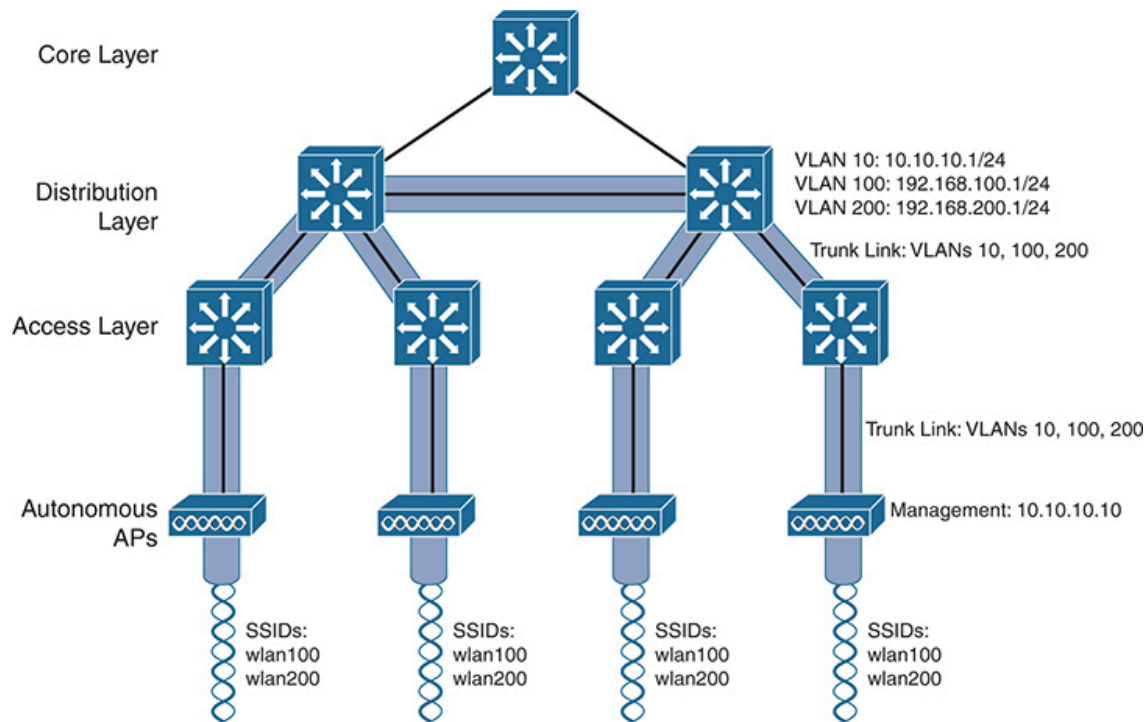 Core Layer
Distribution
Layer
VLAN 10: 10.10.10.1/24
VLAN 100: 192.168.100.1/24
VLAN 200: 192.168.200.1/24
Trunk Link: VLANs 10, 100, 200
Access Layer
Trunk Link: VLANs 10, 100, 200
Autonomous
APs
Management: 10.10.10.10
SSIDs:
wlan100
wlan200
SSIDs:
wlan100
wlan200
SSIDs:
wlan100
wlan200
SSIDs:
wlan100
wlan200